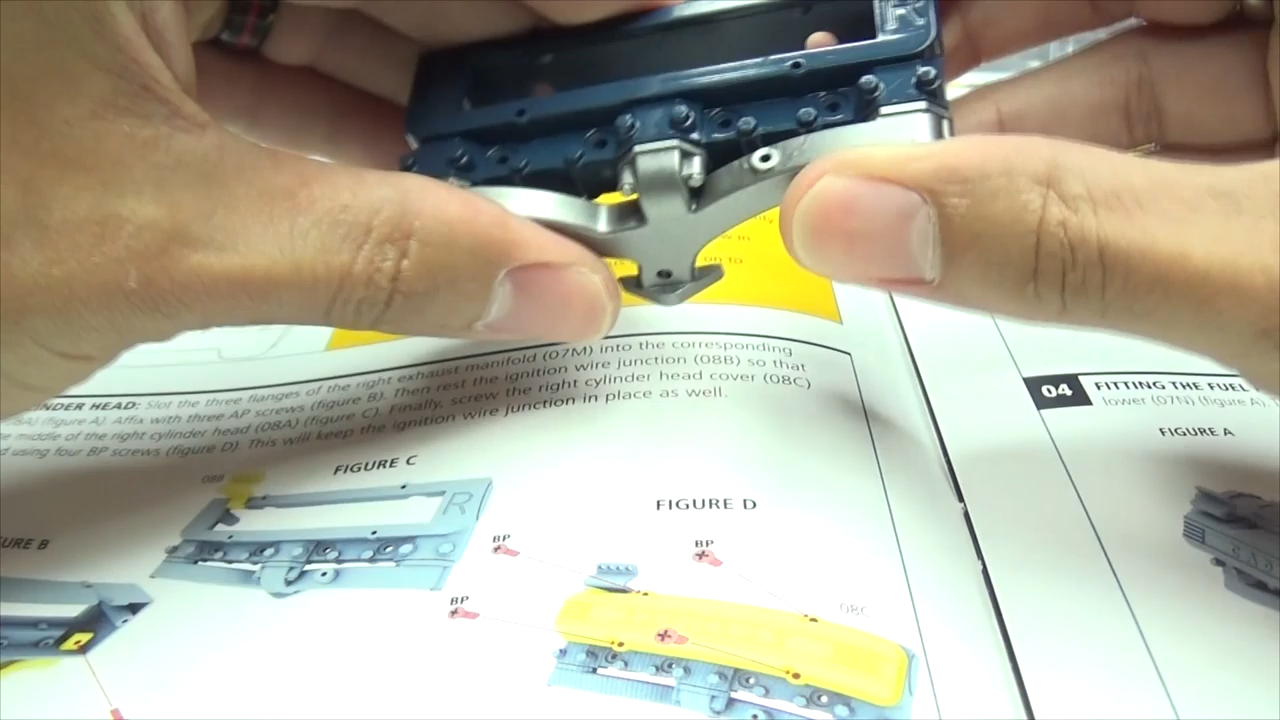 R
on to
INDER HEAD: Slot the three flanges of the right exhaust manifold (07M) into the corresponding
(figure A). Affix with three AP screws (figure B). Then rest the ignition wire junction (08B) so that
middle of the right cylinder head (08A) (figure C). Finally, screw the right cylinder head cover (08C)
using four BP screws (figure D). This will keep the ignition wire junction in place as well.
FIGURE C
08B
R
FIGURE D
BP
BP
BP
08C
04 FITTING THE FUEL
lower (07N) (figure A).
FIGURE A